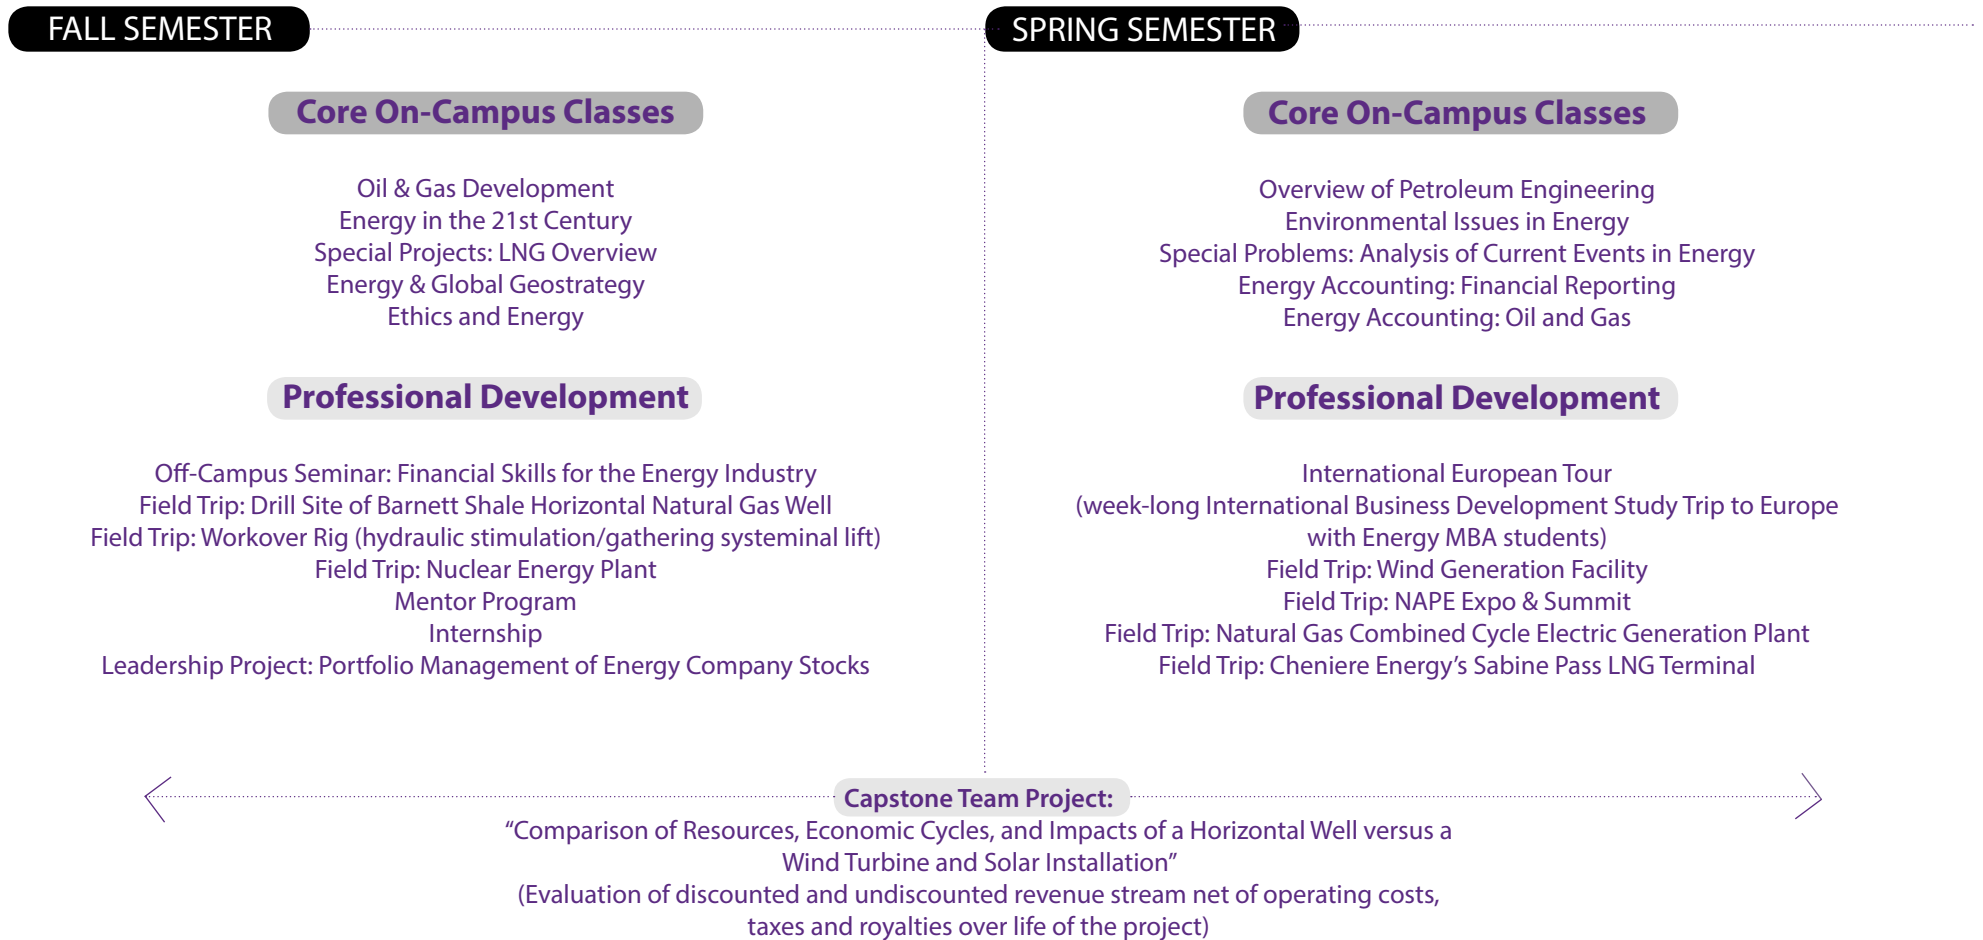 FALL SEMESTER
Core On-Campus Classes
Oil & Gas Development
Energy in the 21st Century
Special Projects: LNG Overview
Energy & Global Geostrategy
Ethics and Energy
Professional Development
Off-Campus Seminar: Financial Skills for the Energy Industry
Field Trip: Drill Site of Barnett Shale Horizontal Natural Gas Well
Field Trip: Workover Rig (hydraulic stimulation/gathering systeminal lift)
Field Trip: Nuclear Energy Plant
Mentor Program
Internship
Leadership Project: Portfolio Management of Energy Company Stocks
SPRING SEMESTER
Core On-Campus Classes
Overview of Petroleum Engineering
Environmental Issues in Energy
Special Problems: Analysis of Current Events in Energy
Energy Accounting: Financial Reporting
Energy Accounting: Oil and Gas
Professional Development
International European Tour
(week-long International Business Development Study Trip to Europe
with Energy MBA students)
Field Trip: Wind Generation Facility
Field Trip: NAPE Expo & Summit
Field Trip: Natural Gas Combined Cycle Electric Generation Plant
Field Trip: Cheniere Energy’s Sabine Pass LNG Terminal
Capstone Team Project:
“Comparison of Resources, Economic Cycles, and Impacts of a Horizontal Well versus a
Wind Turbine and Solar Installation”
(Evaluation of discounted and undiscounted revenue stream net of operating costs,
taxes and royalties over life of the project)